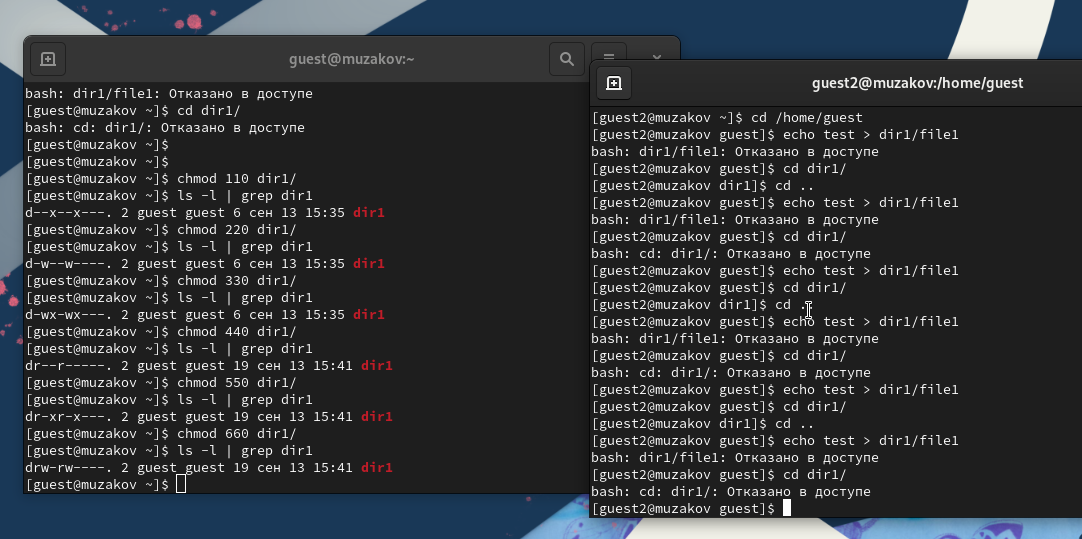 guest@muzakov:~
bash: dir1/file1: Отказано в доступе
[guest@muzakov ~]$ cd dir1/
bash: cd: dir1/: Отказано в доступе
[guest@muzakov ~]$
[guest@muzakov ~]$
[guest@muzakov ~]$ chmod 110 dir1/
[guest@muzakov ~]$ ls -l | grep dir1
d--x--x---. 2 guest guest 6 сен 13 15:35 dir1
[guest@muzakov ~]$ chmod 220 dir1/
[guest@muzakov ~]$ ls -l | grep dir1
d-w--w----. 2 guest guest 6 сен 13 15:35 dir1
[guest@muzakov ~]$ chmod 330 dir1/
[guest@muzakov ~]$ ls -l | grep dir1
d-wx-wx---. 2 guest guest 6 сен 13 15:35 dir1
[guest@muzakov ~]$ chmod 440 dir1/
[guest@muzakov ~]$ ls -l | grep dir1
dr--r-----. 2 guest guest 19 сен 13 15:41 dir1
[guest@muzakov ~]$ chmod 550 dir1/
[guest@muzakov ~]$ ls -l | grep dir1
dr-xr-x---. 2 guest guest 19 сен 13 15:41 dir1
[guest@muzakov ~]$ chmod 660 dir1/
[guest@muzakov ~]$ ls -l | grep dir1
drw-rw----. 2 guest guest 19 сен 13 15:41 dir1
[guest@muzakov ~]$
guest2@muzakov:/home/guest
[guest2@muzakov ~]$ cd /home/guest
[guest2@muzakov guest]$ echo test > dir1/file1
bash: dir1/file1: Отказано в доступе
[guest2@muzakov guest]$ cd dir1/
[guest2@muzakov dir1]$ cd ..
[guest2@muzakov guest]$ echo test > dir1/file1
bash: dir1/file1: Отказано в доступе
[guest2@muzakov guest]$ cd dir1/
bash: cd: dir1/: Отказано в доступе
[guest2@muzakov guest]$ echo test > dir1/file1
[guest2@muzakov guest]$ cd dir1/
[guest2@muzakov dir1]$ cd ..
[guest2@muzakov guest]$ echo test > dir1/file1
bash: dir1/file1: Отказано в доступе
[guest2@muzakov guest]$ cd dir1/
bash: cd: dir1/: Отказано в доступе
[guest2@muzakov guest]$ echo test > dir1/file1
[guest2@muzakov guest]$ cd dir1/
[guest2@muzakov dir1]$ cd ..
[guest2@muzakov guest]$ echo test > dir1/file1
bash: dir1/file1: Отказано в доступе
[guest2@muzakov guest]$ cd dir1/
bash: cd: dir1/: Отказано в доступе
[guest2@muzakov guest]$